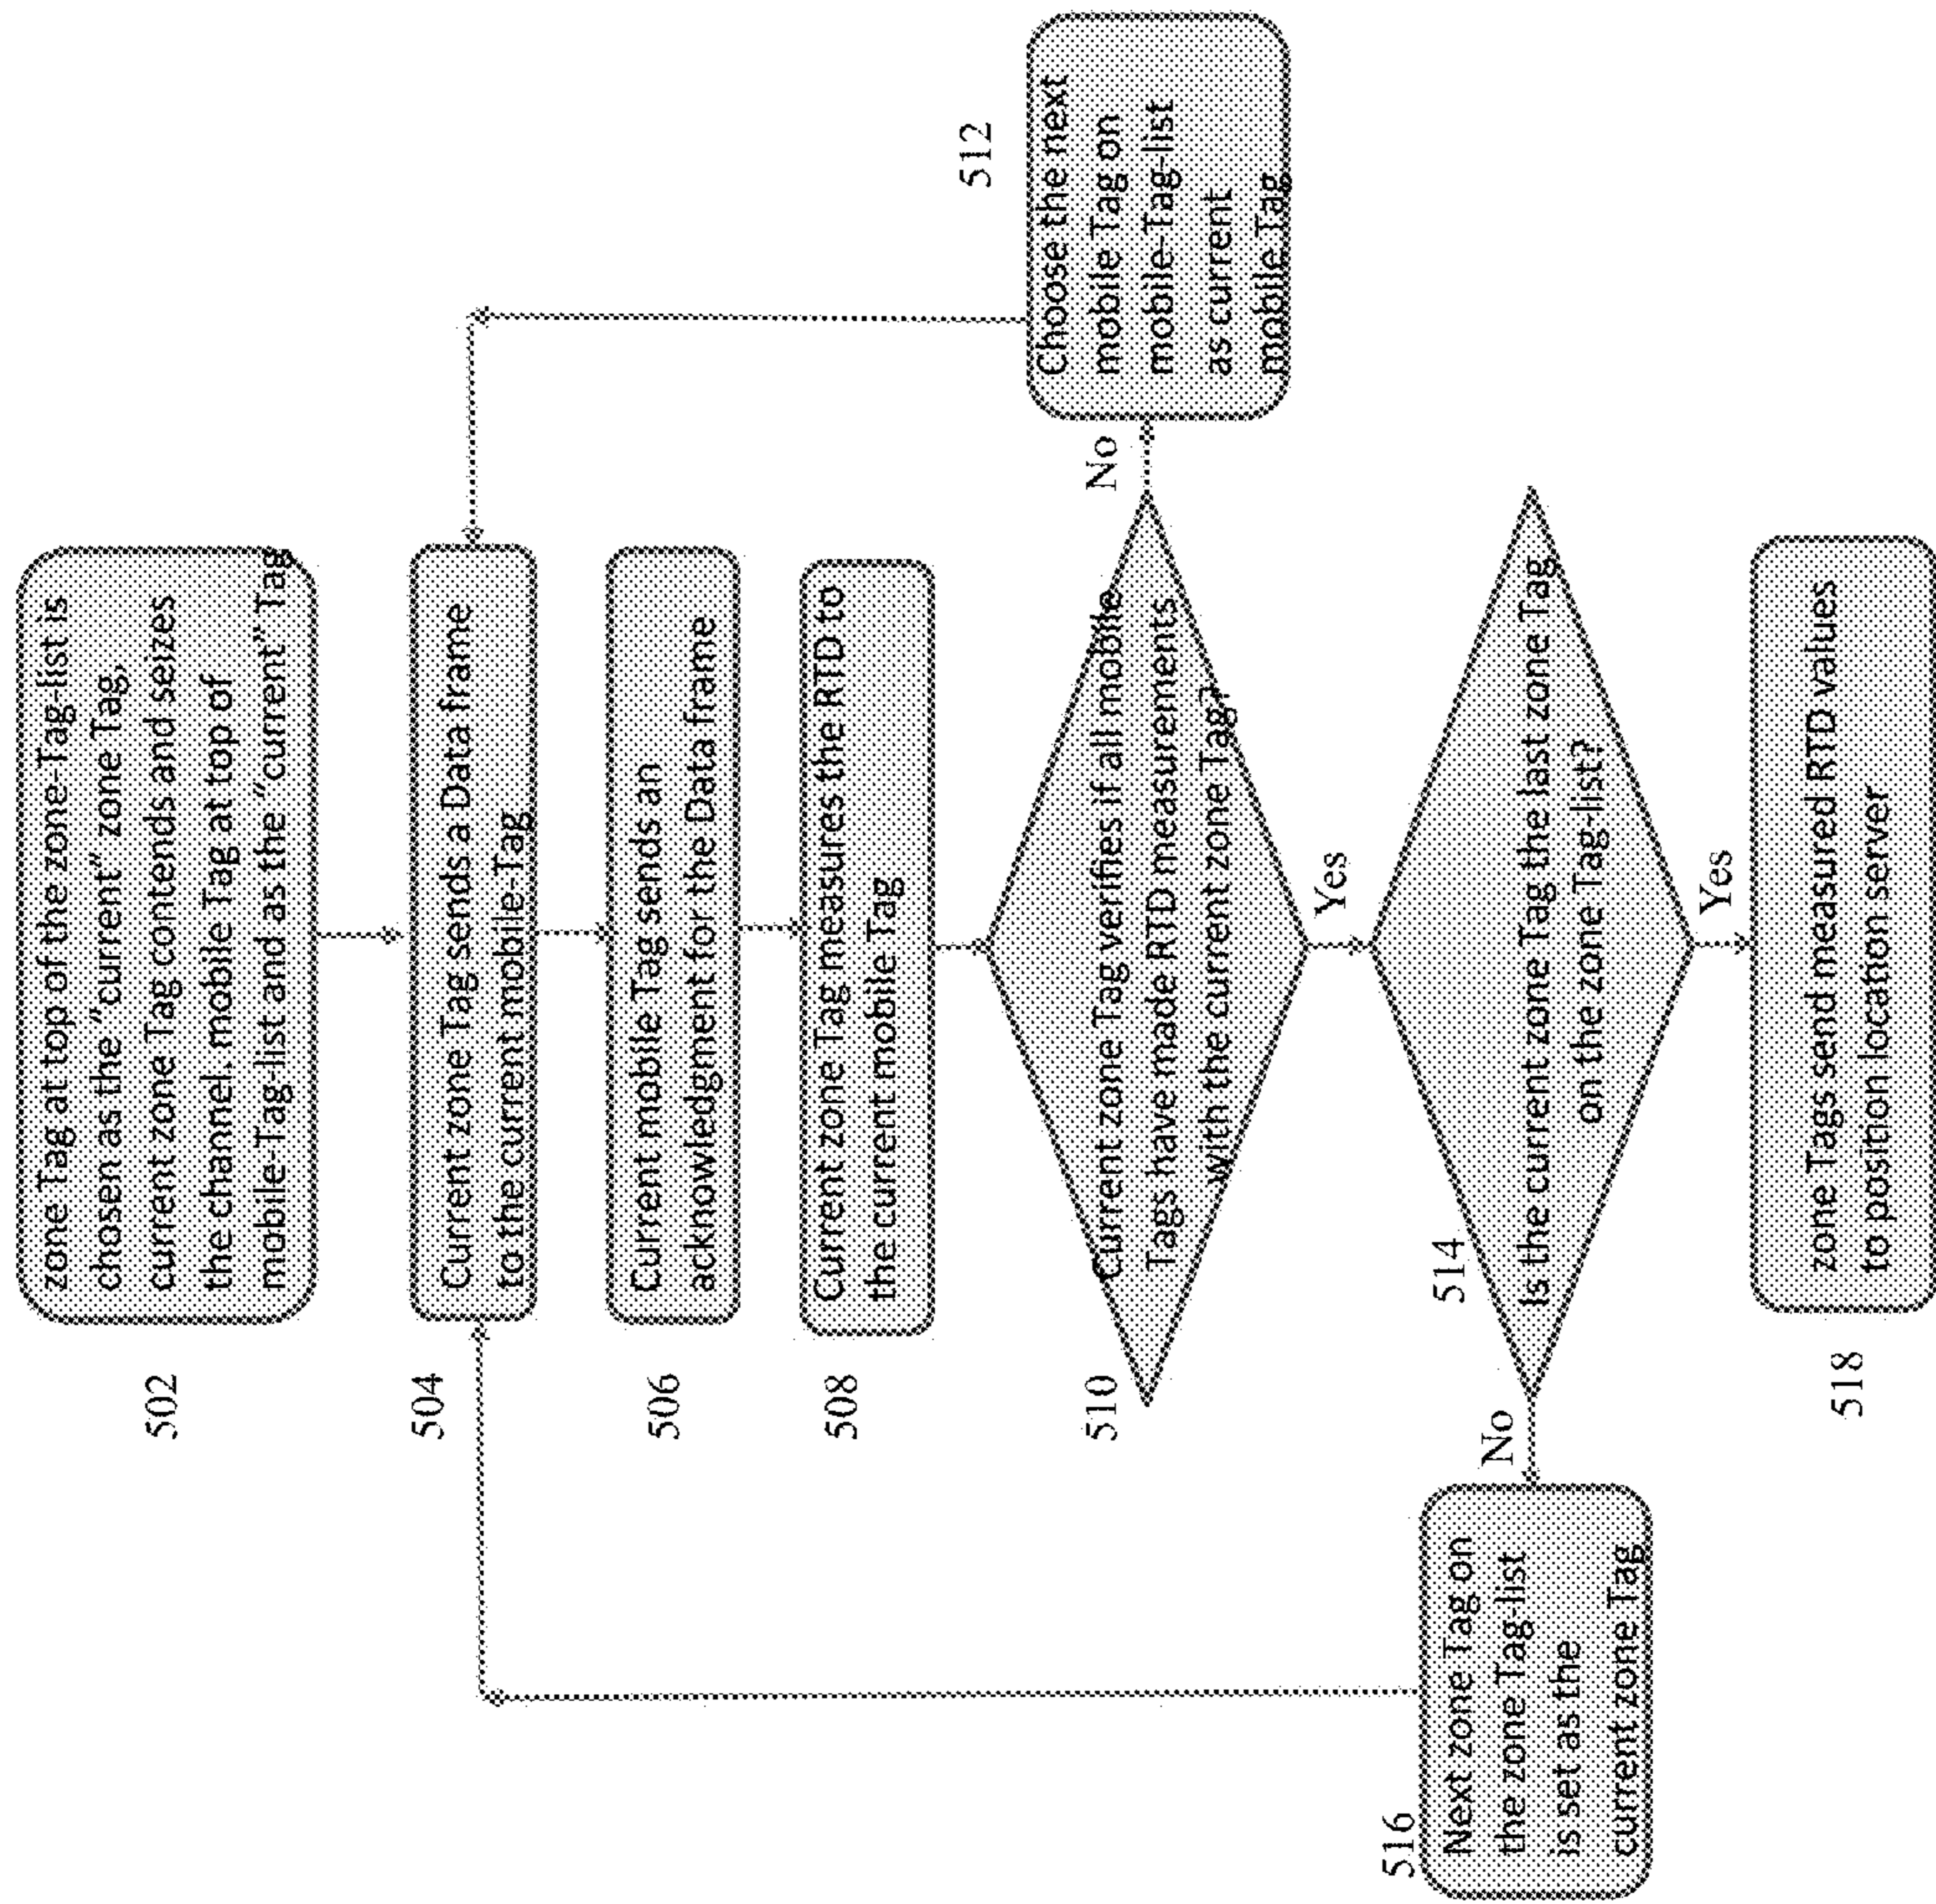 502
zone Tag at top of the zone-Tag-list is
chosen as the "current" zone Tag,
current zone Tag contends and seizes
the channel. mobile Tag at top of
mobile-Tag-list and as the "current" Tag
504
Current zone Tag sends a Data frame
to the current mobile-Tag
506
Current mobile Tag sends an
acknowledgment for the Data frame
508
Current zone Tag measures the RTD to
the current mobile Tag
510
Current zone Tag verifies if all mobile
Tags have made RTD measurements
with the current zone Tag?
No
512
Choose the next
mobile Tag on
mobile-Tag-list
as current
mobile Tag
Yes
514
Is the current zone Tag the last zone Tag
on the zone Tag-list?
No
516
Next zone Tag on
the zone Tag-list
is set as the
current zone Tag
Yes
518
zone Tags send measured RTD values
to position location server